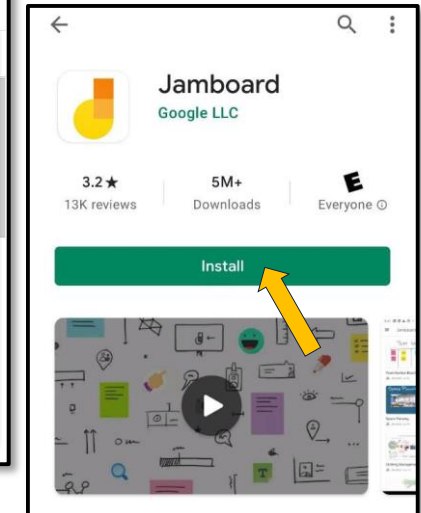 Jamboard
Google LLC
3.2★
13K reviews
5M+
Downloads
E
Everyone
Install
T